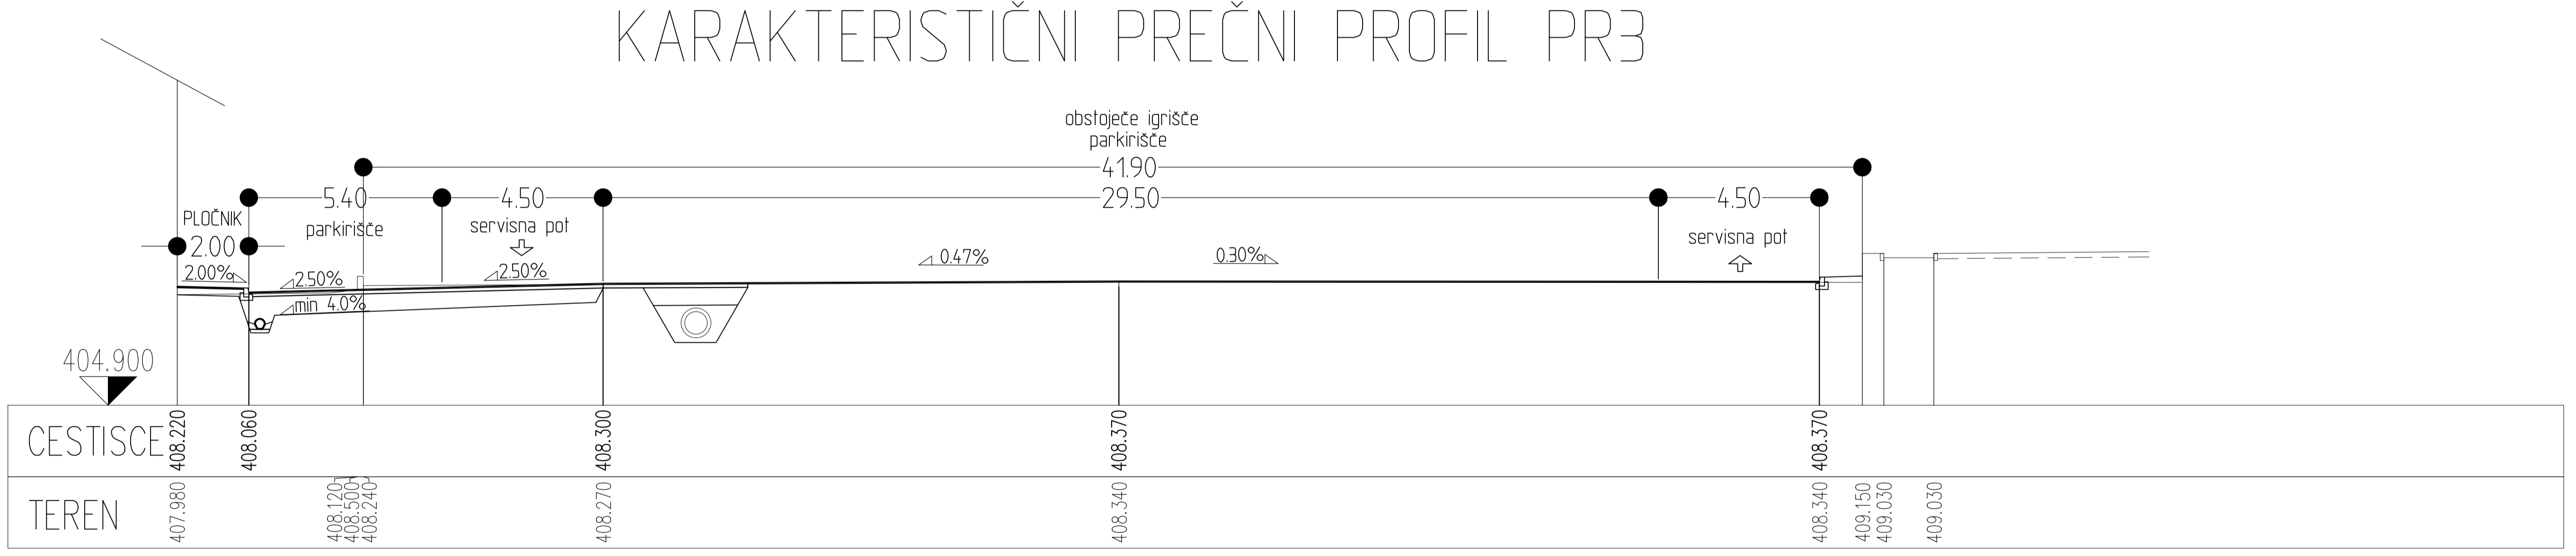 KARAKTERISTIČNI PREČNI PROFIL PR3
obstoječe igrišče
parkirišče
41.90
5.40
4.50
29.50
4.50
PLOČNIK
parkirišče
servisna pot
servisna pot
2.00
0.47%
0.30%
2.00%
2.50%
2.50%
min 4.0%
404.900
CESTISCE
408.220
408.060
408.300
408.370
408.370
TEREN
407.980
408.120
408.500
408.240
408.270
408.340
408.340
409.150
409.030
409.030